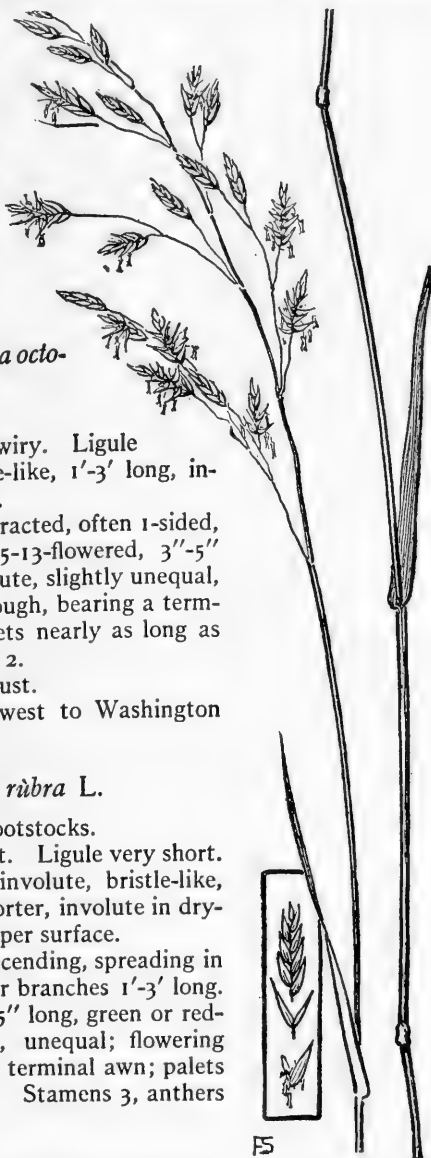 a octo-
wiry. Ligule
e-like, 1'-3' long, in-
racted, often 1-sided,
5-13-flowered, 3"-5"
ute, slightly unequal,
ough, bearing a term-
ets nearly as long as
2.
ust.
west to Washington
rùbra L.
ootstocks.
t. Ligule very short.
involute, bristle-like,
orter, involute in dry-
per surface.
scending, spreading in
r branches 1'-3' long.
5" long, green or red-
, unequal; flowering
terminal awn; palets
Stamens 3, anthers
FS